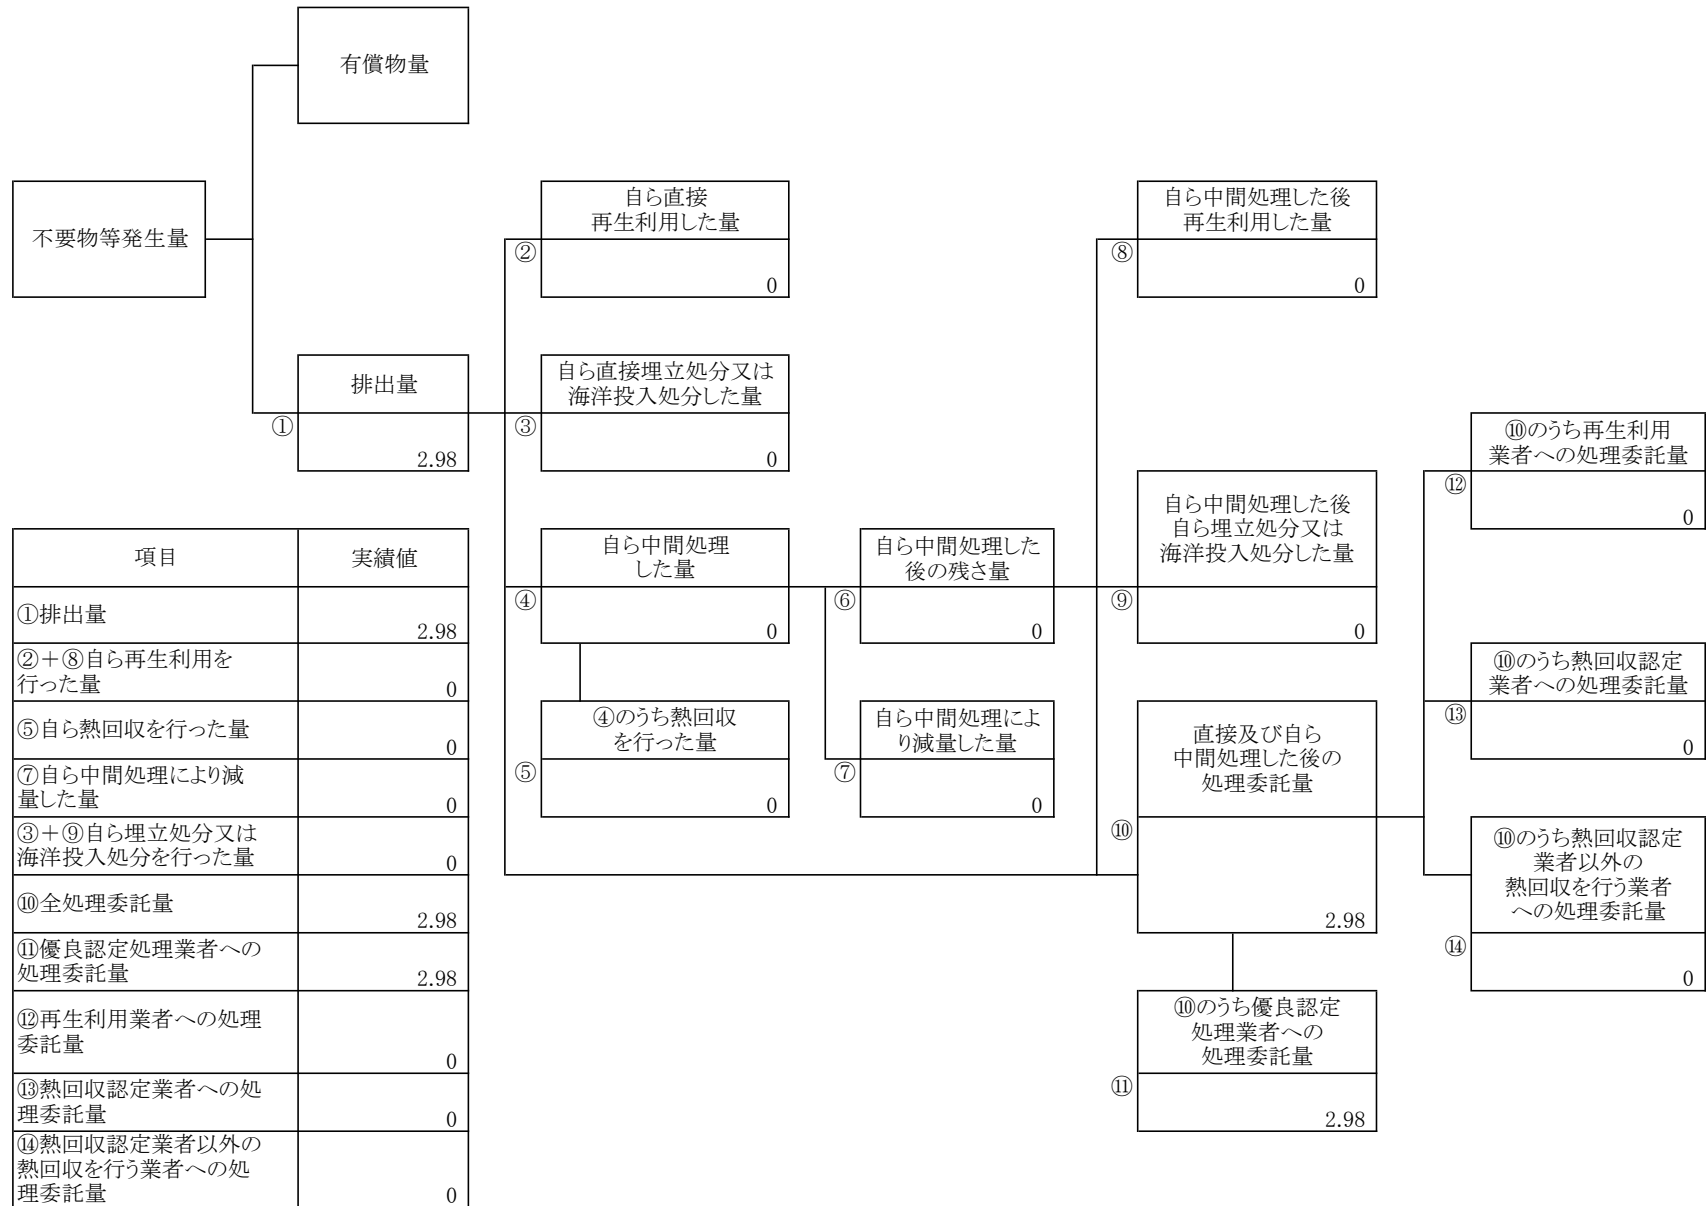 有償物量
不要物等発生量
自ら直接
再生利用した量
②
0
自ら中間処理した後
再生利用した量
⑧
0
排出量
①
2.98
自ら直接埋立処分又は
海洋投入処分した量
③
0
⑩のうち再生利用
業者への処理委託量
⑫
0
自ら中間処理
した量
④
0
自ら中間処理した
後の残さ量
⑥
0
自ら中間処理した後
自ら埋立処分又は
海洋投入処分した量
⑨
0
⑩のうち熱回収認定
業者への処理委託量
⑬
0
④のうち熱回収
を行った量
⑤
0
自ら中間処理によ
り減量した量
⑦
0
直接及び自ら
中間処理した後の
処理委託量
⑩
2.98
⑩のうち熱回収認定
業者以外の
熱回収を行う業者
への処理委託量
⑭
0
⑩のうち優良認定
処理業者への
処理委託量
⑪
2.98
項目 実績値
①排出量 2.98
②＋⑧自ら再生利用を
行った量 0
⑤自ら熱回収を行った量 0
⑦自ら中間処理により減
量した量 0
③＋⑨自ら埋立処分又は
海洋投入処分を行った量 0
⑩全処理委託量 2.98
⑪優良認定処理業者への
処理委託量 2.98
⑫再生利用業者への処理
委託量 0
⑬熱回収認定業者への処
理委託量 0
⑭熱回収認定業者以外の
熱回収を行う業者への処
理委託量 0